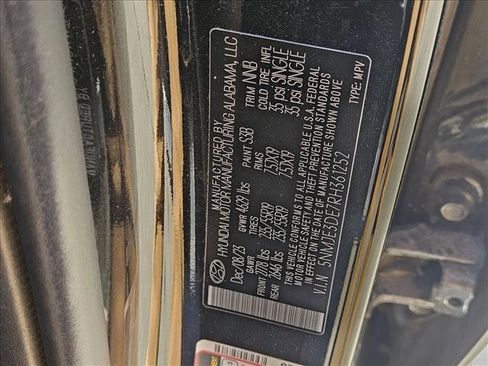 MANUFACTURED BY
HYUNDAI MOTOR MANUFACTURING ALABAMA, LLC
Dec/08/23 GVWR 4629 lbs PAINT S3B TRIM NNB
GAWR TIRES RIMS COLD TIRE INFL
FRONT 2778 lbs 235/55R19 7.5JX19 35 psi SINGLE
REAR 2646 lbs 235/55R19 7.5JX19 35 psi SINGLE
THIS VEHICLE CONFORMS TO ALL APPLICABLE U.S.A. FEDERAL
MOTOR VEHICLE SAFETY AND THEFT PREVENTION STANDARDS
IN EFFECT ON THE DATE OF MANUFACTURE SHOWN ABOVE
V.I.N: 5NMJE3DE7RH361252 TYPE: MPV